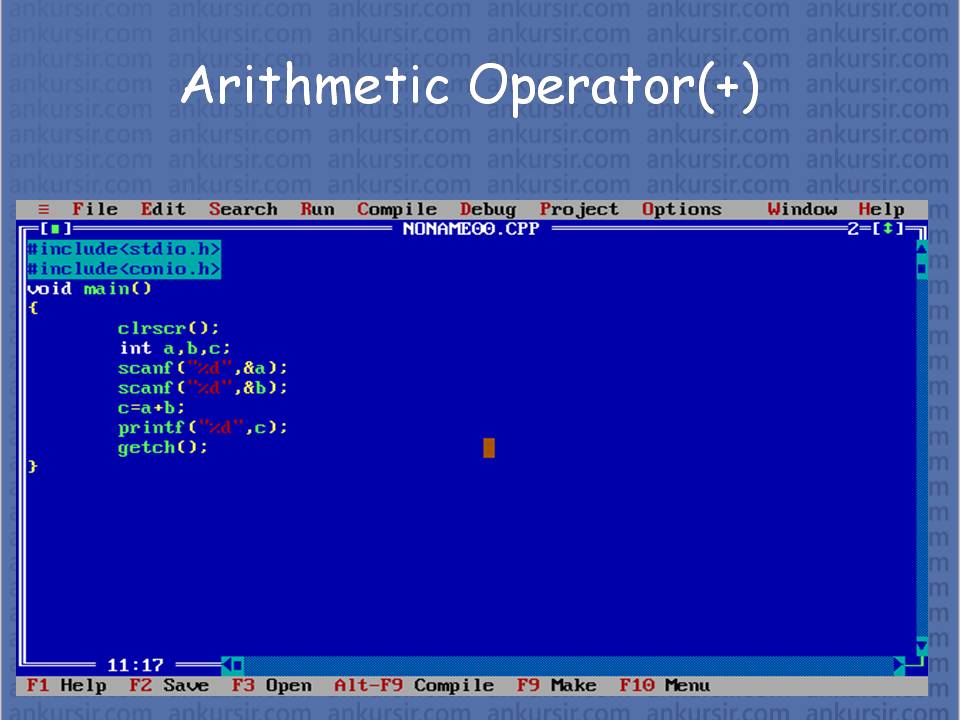 Arithmetic Operator(+)
≡ File Edit Search Run Compile Debug Project Options Window Help
[■] NONAME00.CPP 2=[↕]
#include<stdio.h>
#include<conio.h>
void main()
{
clrscr();
int a,b,c;
scanf("%d",&a);
scanf("%d",&b);
c=a+b;
printf("%d",c);
getch();
}
11:17
F1 Help F2 Save F3 Open Alt-F9 Compile F9 Make F10 Menu
ankursir.com